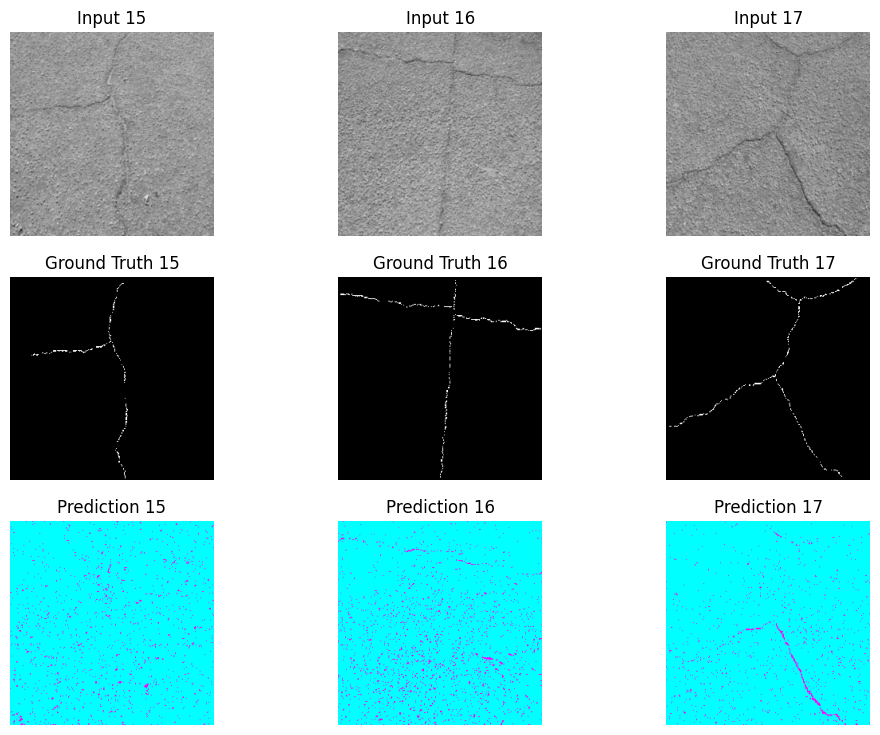 Input 15
Input 16
Input 17
Ground Truth 15
Ground Truth 16
Ground Truth 17
Prediction 15
Prediction 16
Prediction 17